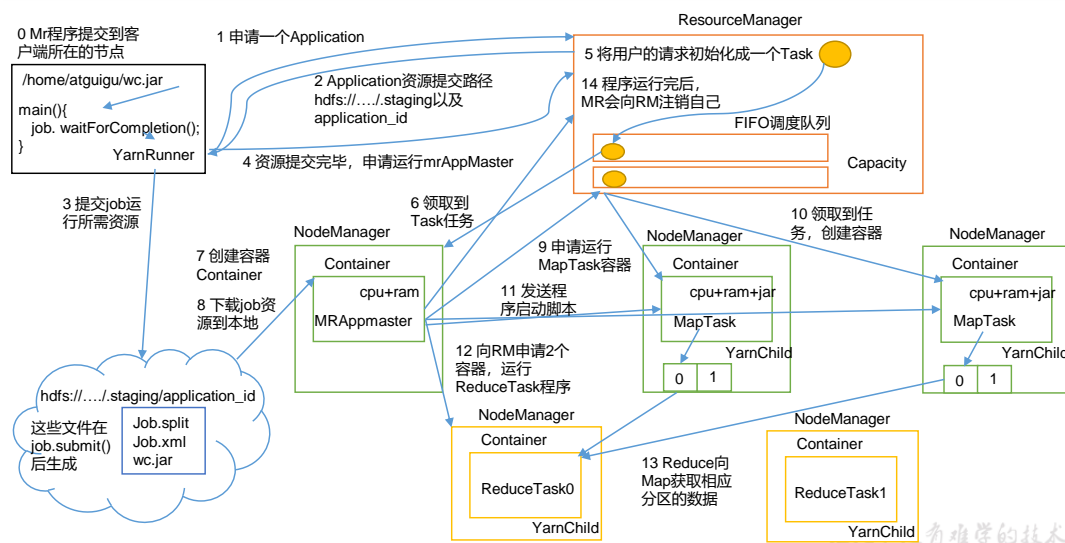 0 Mr程序提交到客
户端所在的节点
/home/atguigu/wc.jar
main(){
job. waitForCompletion();
}
YarnRunner
1 申请一个Application
2 Application资源提交路径
hdfs://…./.staging以及
application_id
4 资源提交完毕，申请运行mrAppMaster
ResourceManager
5 将用户的请求初始化成一个Task
14 程序运行完后，
MR会向RM注销自己
FIFO调度队列
Capacity
3 提交job运
行所需资源
6 领取到
Task任务
7 创建容器
Container
8 下载job资
源到本地
NodeManager
Container
cpu+ram
MRAppmaster
9 申请运行
MapTask容器
11 发送程
序启动脚本
12 向RM申请2个
容器，运行
ReduceTask程序
NodeManager
Container
cpu+ram+jar
MapTask
YarnChild
0 1
10 领取到任
务，创建容器
NodeManager
Container
cpu+ram+jar
MapTask
YarnChild
0 1
hdfs://…./.staging/application_id
这些文件在
job.submit()
后生成
Job.split
Job.xml
wc.jar
NodeManager
Container
ReduceTask0
YarnChild
13 Reduce向
Map获取相应
分区的数据
NodeManager
Container
ReduceTask1
YarnChild
有难学的技术